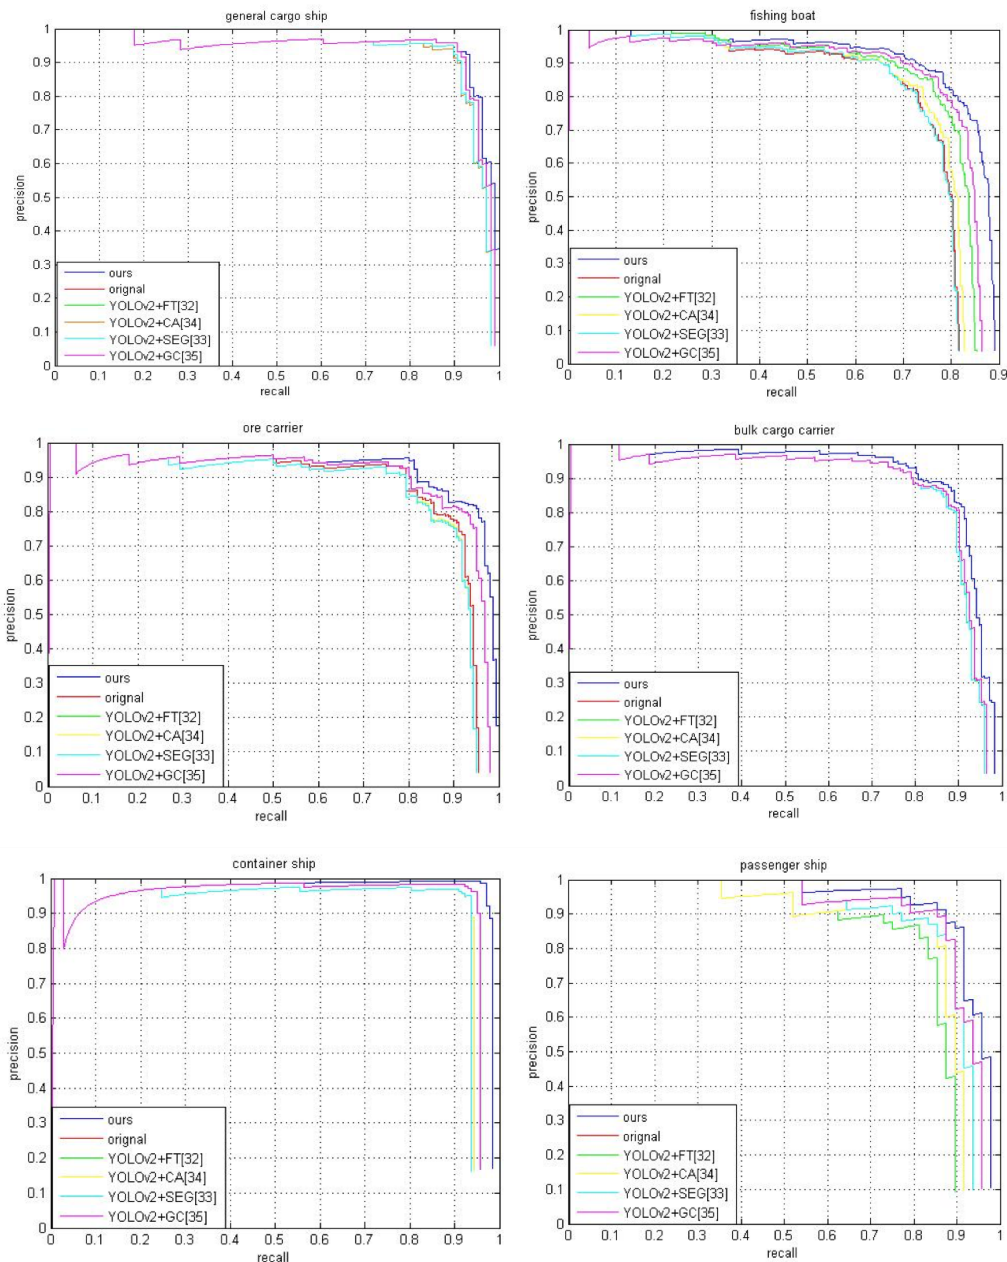 general cargo ship
1
0.9
0.8
0.7
0.6
0.5
0.4
0.3
0.2
0.1
0
precision
ours
orignal
YOLOv2+FT[32]
YOLOv2+CA[34]
YOLOv2+SEG[33]
YOLOv2+GC[35]
0 0.1 0.2 0.3 0.4 0.5 0.6 0.7 0.8 0.9 1
recall
fishing boat
1
0.9
0.8
0.7
0.6
0.5
0.4
0.3
0.2
0.1
0
precision
ours
orignal
YOLOv2+FT[32]
YOLOv2+CA[34]
YOLOv2+SEG[33]
YOLOv2+GC[35]
0 0.1 0.2 0.3 0.4 0.5 0.6 0.7 0.8 0.9
recall
ore carrier
1
0.9
0.8
0.7
0.6
0.5
0.4
0.3
0.2
0.1
0
precision
ours
orignal
YOLOv2+FT[32]
YOLOv2+CA[34]
YOLOv2+SEG[33]
YOLOv2+GC[35]
0 0.1 0.2 0.3 0.4 0.5 0.6 0.7 0.8 0.9 1
recall
bulk cargo carrier
1
0.9
0.8
0.7
0.6
0.5
0.4
0.3
0.2
0.1
0
precision
ours
orignal
YOLOv2+FT[32]
YOLOv2+CA[34]
YOLOv2+SEG[33]
YOLOv2+GC[35]
0 0.1 0.2 0.3 0.4 0.5 0.6 0.7 0.8 0.9 1
recall
container ship
1
0.9
0.8
0.7
0.6
0.5
0.4
0.3
0.2
0.1
0
precision
ours
orignal
YOLOv2+FT[32]
YOLOv2+CA[34]
YOLOv2+SEG[33]
YOLOv2+GC[35]
0 0.1 0.2 0.3 0.4 0.5 0.6 0.7 0.8 0.9 1
recall
passenger ship
1
0.9
0.8
0.7
0.6
0.5
0.4
0.3
0.2
0.1
0
precision
ours
orignal
YOLOv2+FT[32]
YOLOv2+CA[34]
YOLOv2+SEG[33]
YOLOv2+GC[35]
0 0.1 0.2 0.3 0.4 0.5 0.6 0.7 0.8 0.9 1
recall